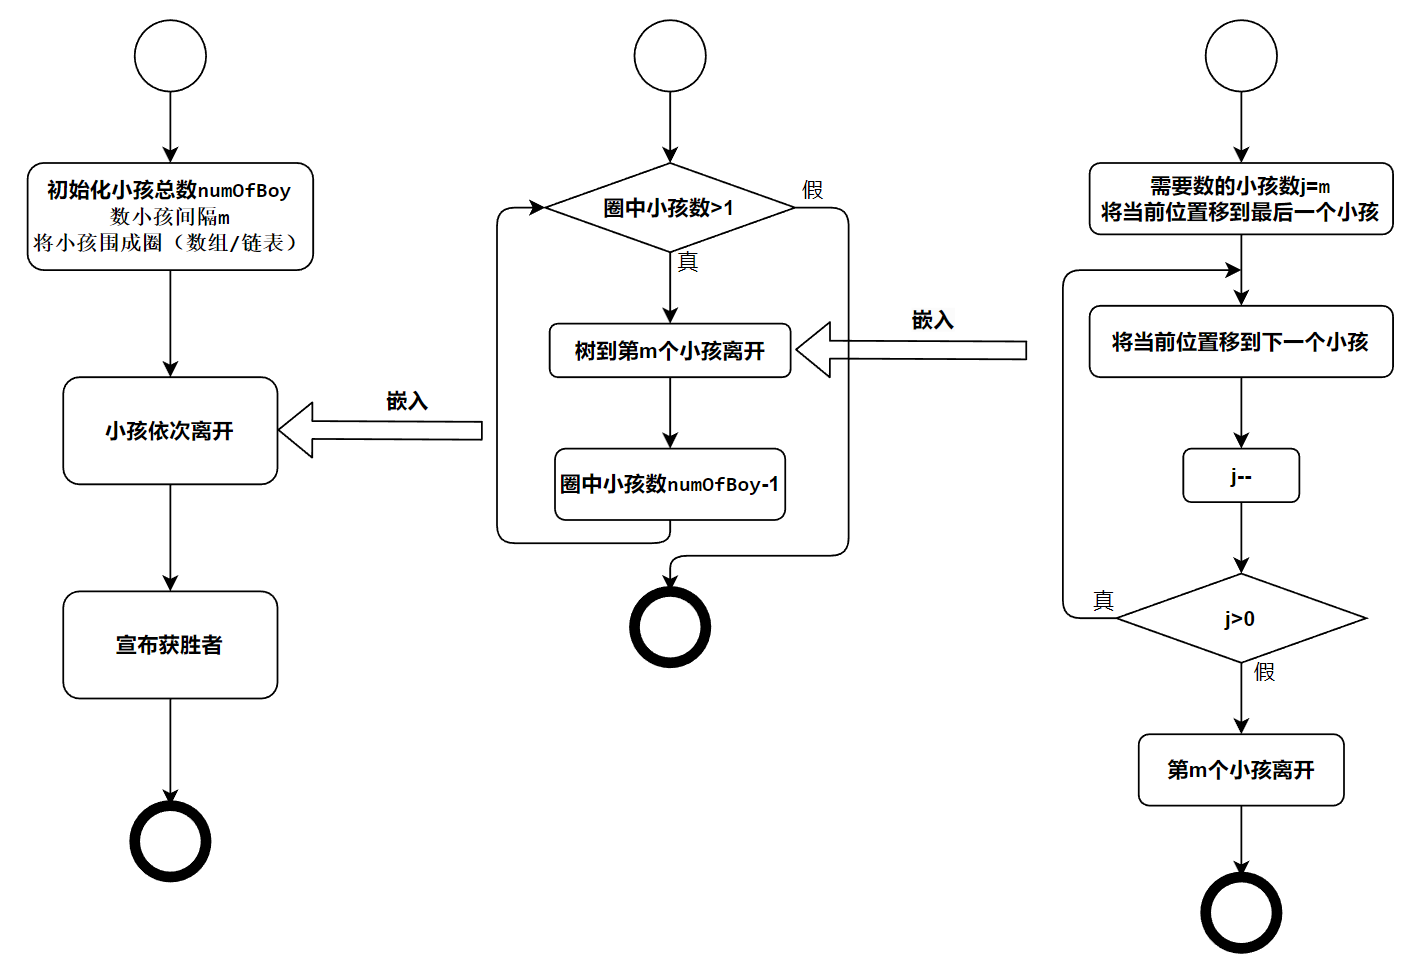 初始化小孩总数numOfBoy
数小孩间隔m
将小孩围成圈（数组/链表）
小孩依次离开
宣布获胜者
嵌入
圈中小孩数>1
假
真
树到第m个小孩离开
圈中小孩数numOfBoy-1
嵌入
需要数的小孩数j=m
将当前位置移到最后一个小孩
将当前位置移到下一个小孩
j--
j>0
真
假
第m个小孩离开